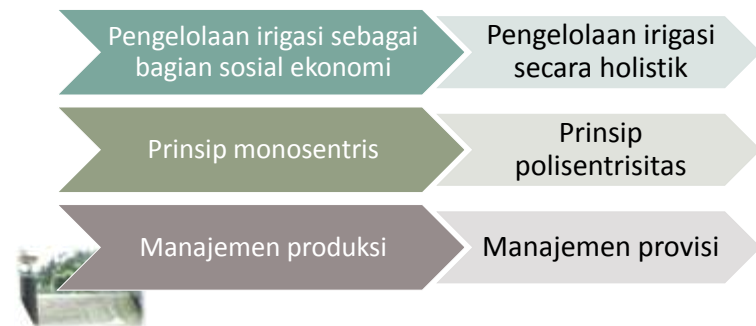 Pengelolaan irigasi sebagai
bagian sosial ekonomi
Pengelolaan irigasi
secara holistik
Prinsip monosentris
Prinsip
polisentrisitas
Manajemen produksi
Manajemen provisi